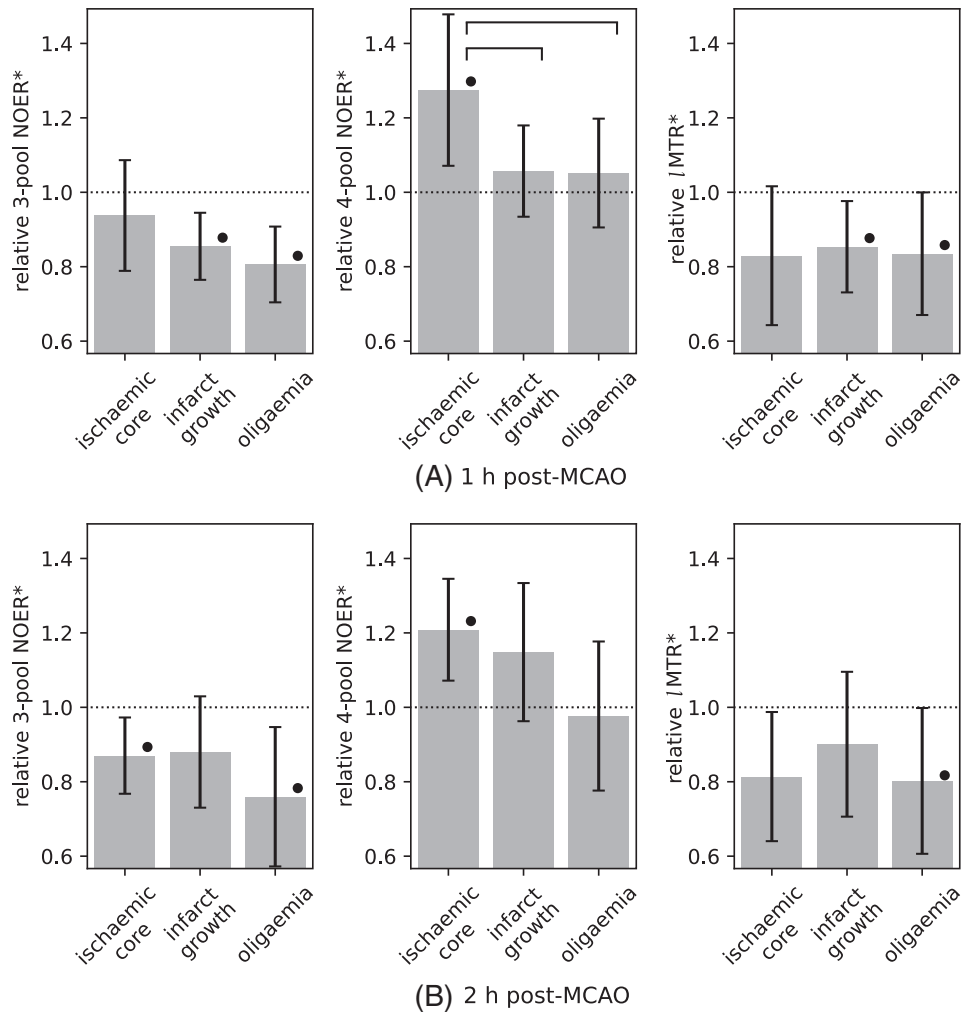 relative 3-pool NOER*
1.4
1.2
1.0
0.8
0.6
ischaemic
core
infarct
growth
oligaemia
relative 4-pool NOER*
1.4
1.2
1.0
0.8
0.6
ischaemic
core
infarct
growth
oligaemia
relative lMTR*
1.4
1.2
1.0
0.8
0.6
ischaemic
core
infarct
growth
oligaemia
(A) 1 h post-MCAO
relative 3-pool NOER*
1.4
1.2
1.0
0.8
0.6
ischaemic
core
infarct
growth
oligaemia
relative 4-pool NOER*
1.4
1.2
1.0
0.8
0.6
ischaemic
core
infarct
growth
oligaemia
relative lMTR*
1.4
1.2
1.0
0.8
0.6
ischaemic
core
infarct
growth
oligaemia
(B) 2 h post-MCAO